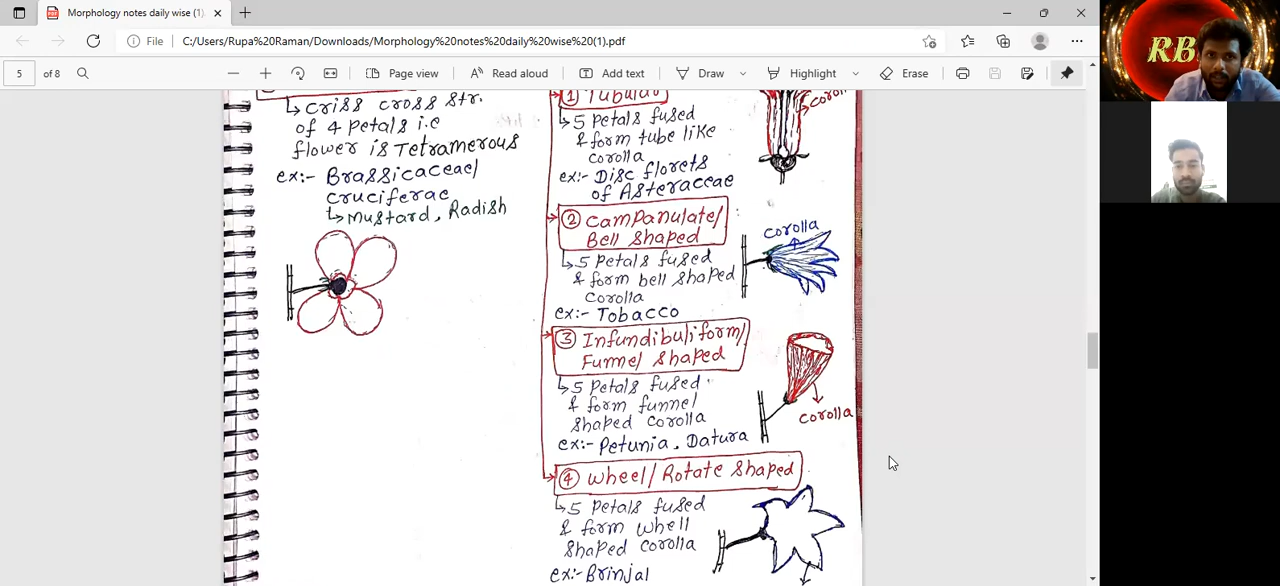 Morphology notes daily wise (1).
File
C:/Users/Rupa%20Raman/Downloads/Morphology%20notes%20daily%20wise%20(1).pdf
5 of 8
Page view
Read aloud
Add text
Draw
Highlight
Erase
RB
↳ criss cross str.
of 4 petals i.e
flower is Tetramerous
ex:- Brassicaceae/
cruciferae
↳ Mustard, Radish
① Tubular
↳ 5 petals fused
& form tube like
corolla
ex:- Disc florets
of Asteraceae
corolla
② Campanulate/
Bell shaped
↳ 5 petals fused
& form bell shaped
corolla
ex:- Tobacco
corolla
③ Infundibuliform/
Funnel shaped
↳ 5 petals fused
& form funnel
shaped corolla
ex:- Petunia, Datura
corolla
④ Wheel/Rotate shaped
↳ 5 petals fused
& form whell
shaped corolla
ex:- Brinjal